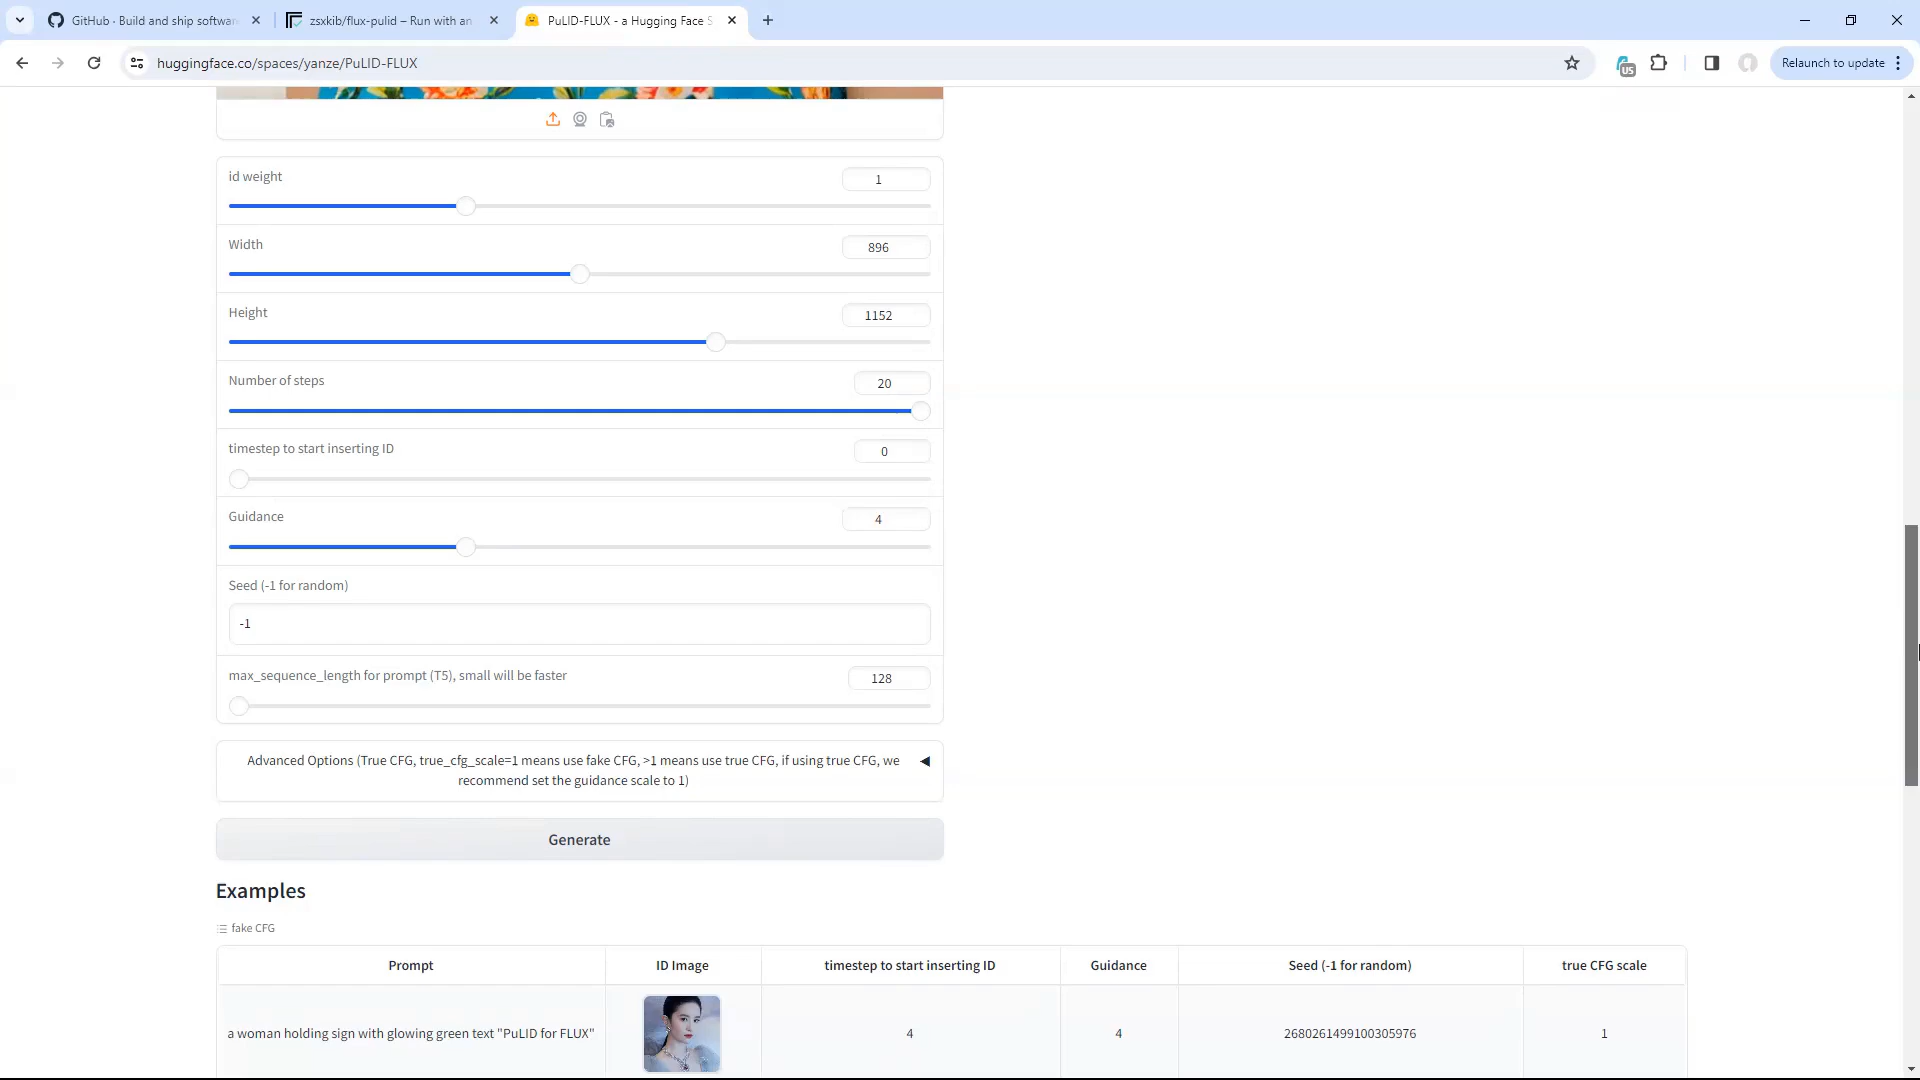 GitHub · Build and ship softwar
zsxkib/flux-pulid – Run with an
PuLID-FLUX - a Hugging Face S
huggingface.co/spaces/yanze/PuLID-FLUX
US
Relaunch to update
id weight
1
Width
896
Height
1152
Number of steps
20
timestep to start inserting ID
0
Guidance
4
Seed (-1 for random)
-1
max_sequence_length for prompt (T5), small will be faster
128
Advanced Options (True CFG, true_cfg_scale=1 means use fake CFG, >1 means use true CFG, if using true CFG, we
recommend set the guidance scale to 1)
Generate
Examples
fake CFG
Prompt ID Image timestep to start inserting ID Guidance Seed (-1 for random) true CFG scale
a woman holding sign with glowing green text "PuLID for FLUX" 4 4 2680261499100305976 1